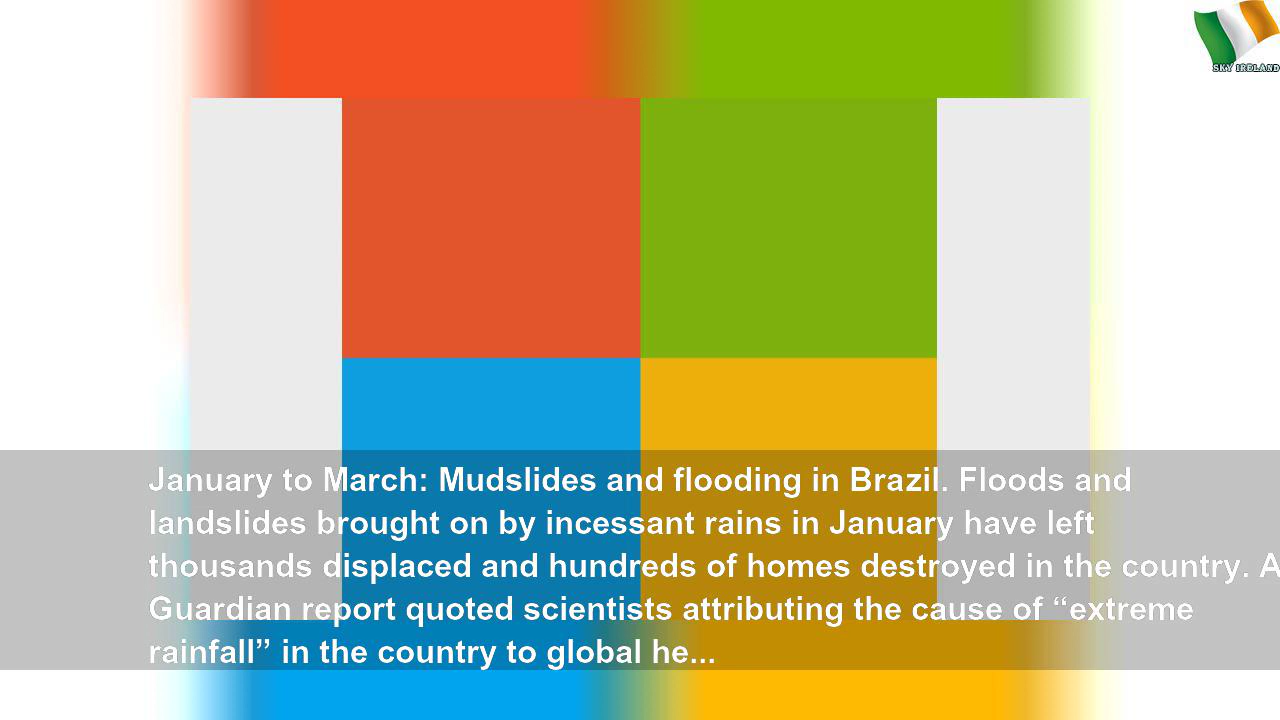 SKY IRELAND
January to March: Mudslides and flooding in Brazil. Floods and
landslides brought on by incessant rains in January have left
thousands displaced and hundreds of homes destroyed in the country. A
Guardian report quoted scientists attributing the cause of “extreme
rainfall” in the country to global he...